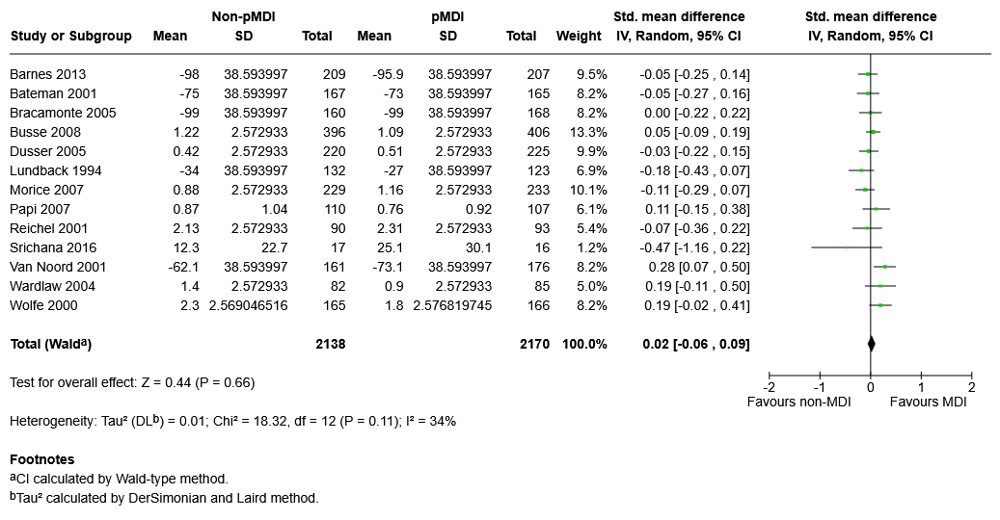 Non-pMDI pMDI Std. mean difference Std. mean difference
Study or Subgroup Mean SD Total Mean SD Total Weight IV, Random, 95% CI IV, Random, 95% CI
Barnes 2013 -98 38.593997 209 -95.9 38.593997 207 9.5% -0.05 [-0.25 , 0.14]
Bateman 2001 -75 38.593997 167 -73 38.593997 165 8.2% -0.05 [-0.27 , 0.16]
Bracamonte 2005 -99 38.593997 160 -99 38.593997 168 8.2% 0.00 [-0.22 , 0.22]
Busse 2008 1.22 2.572933 396 1.09 2.572933 406 13.3% 0.05 [-0.09 , 0.19]
Dusser 2005 0.42 2.572933 220 0.51 2.572933 225 9.9% -0.03 [-0.22 , 0.15]
Lundback 1994 -34 38.593997 132 -27 38.593997 123 6.9% -0.18 [-0.43 , 0.07]
Morice 2007 0.88 2.572933 229 1.16 2.572933 233 10.1% -0.11 [-0.29 , 0.07]
Papi 2007 0.87 1.04 110 0.76 0.92 107 6.1% 0.11 [-0.15 , 0.38]
Reichel 2001 2.13 2.572933 90 2.31 2.572933 93 5.4% -0.07 [-0.36 , 0.22]
Srichana 2016 12.3 22.7 17 25.1 30.1 16 1.2% -0.47 [-1.16 , 0.22]
Van Noord 2001 -62.1 38.593997 161 -73.1 38.593997 176 8.2% 0.28 [0.07 , 0.50]
Wardlaw 2004 1.4 2.572933 82 0.9 2.572933 85 5.0% 0.19 [-0.11 , 0.50]
Wolfe 2000 2.3 2.569046516 165 1.8 2.576819745 166 8.2% 0.19 [-0.02 , 0.41]
Total (Waldᵃ) 2138 2170 100.0% 0.02 [-0.06 , 0.09]
Test for overall effect: Z = 0.44 (P = 0.66)
-2 -1 0 1 2
Favours non-MDI Favours MDI
Heterogeneity: Tau² (DLᵇ) = 0.01; Chi² = 18.32, df = 12 (P = 0.11); I² = 34%
Footnotes
ᵃCI calculated by Wald-type method.
ᵇTau² calculated by DerSimonian and Laird method.